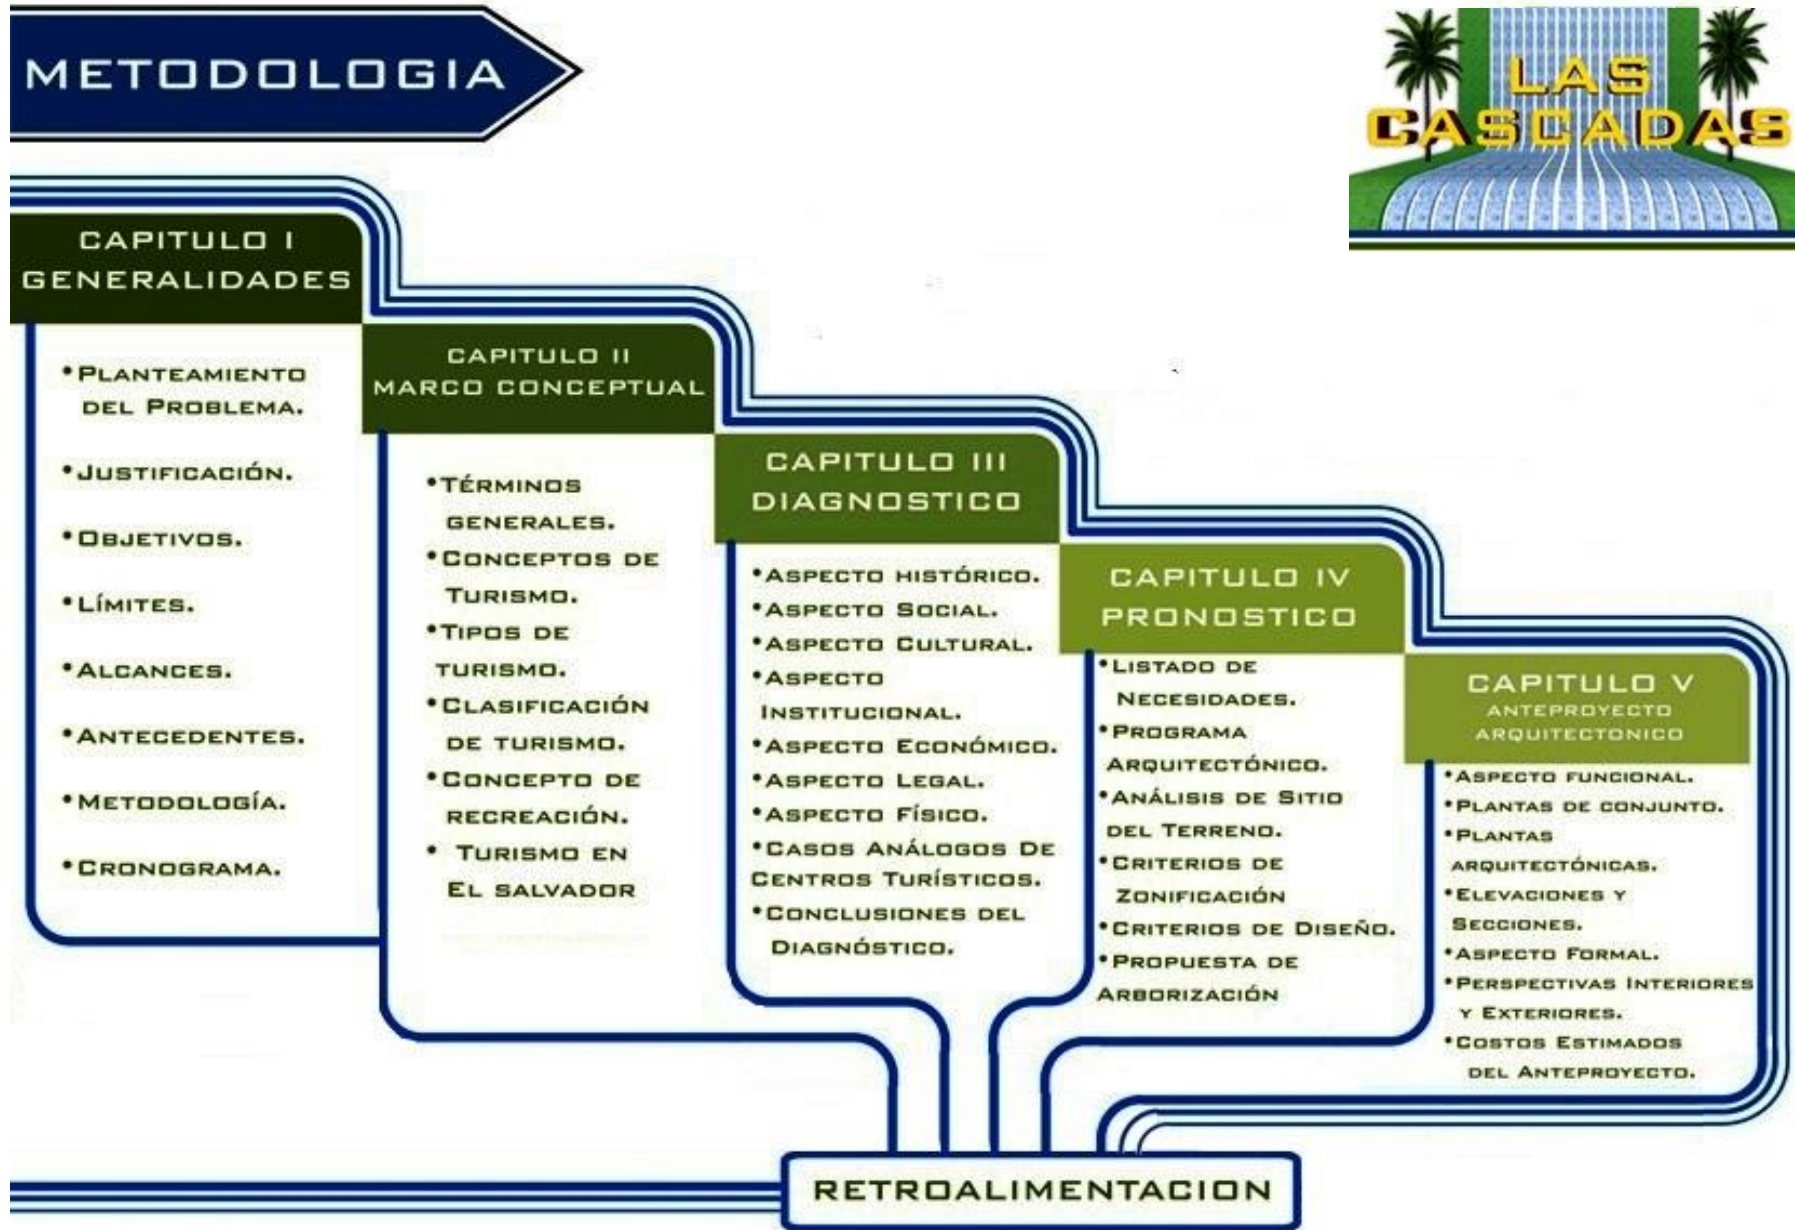 METODOLOGIA
LAS
CASCADAS
CAPITULO I
GENERALIDADES
•PLANTEAMIENTO
DEL PROBLEMA.
•JUSTIFICACIÓN.
•OBJETIVOS.
•LÍMITES.
•ALCANCES.
•ANTECEDENTES.
•METODOLOGÍA.
•CRONOGRAMA.
CAPITULO II
MARCO CONCEPTUAL
•TÉRMINOS
GENERALES.
•CONCEPTOS DE
TURISMO.
•TIPOS DE
TURISMO.
•CLASIFICACIÓN
DE TURISMO.
•CONCEPTO DE
RECREACIÓN.
• TURISMO EN
EL SALVADOR
CAPITULO III
DIAGNOSTICO
•ASPECTO HISTÓRICO.
•ASPECTO SOCIAL.
•ASPECTO CULTURAL.
•ASPECTO
INSTITUCIONAL.
•ASPECTO ECONÓMICO.
•ASPECTO LEGAL.
•ASPECTO FÍSICO.
•CASOS ANÁLOGOS DE
CENTROS TURÍSTICOS.
•CONCLUSIONES DEL
DIAGNÓSTICO.
CAPITULO IV
PRONOSTICO
•LISTADO DE
NECESIDADES.
•PROGRAMA
ARQUITECTÓNICO.
•ANÁLISIS DE SITIO
DEL TERRENO.
•CRITERIOS DE
ZONIFICACIÓN
•CRITERIOS DE DISEÑO.
•PROPUESTA DE
ARBORIZACIÓN
CAPITULO V
ANTEPROYECTO
ARQUITECTONICO
•ASPECTO FUNCIONAL.
•PLANTAS DE CONJUNTO.
•PLANTAS
ARQUITECTÓNICAS.
•ELEVACIONES Y
SECCIONES.
•ASPECTO FORMAL.
•PERSPECTIVAS INTERIORES
Y EXTERIORES.
•COSTOS ESTIMADOS
DEL ANTEPROYECTO.
RETROALIMENTACION